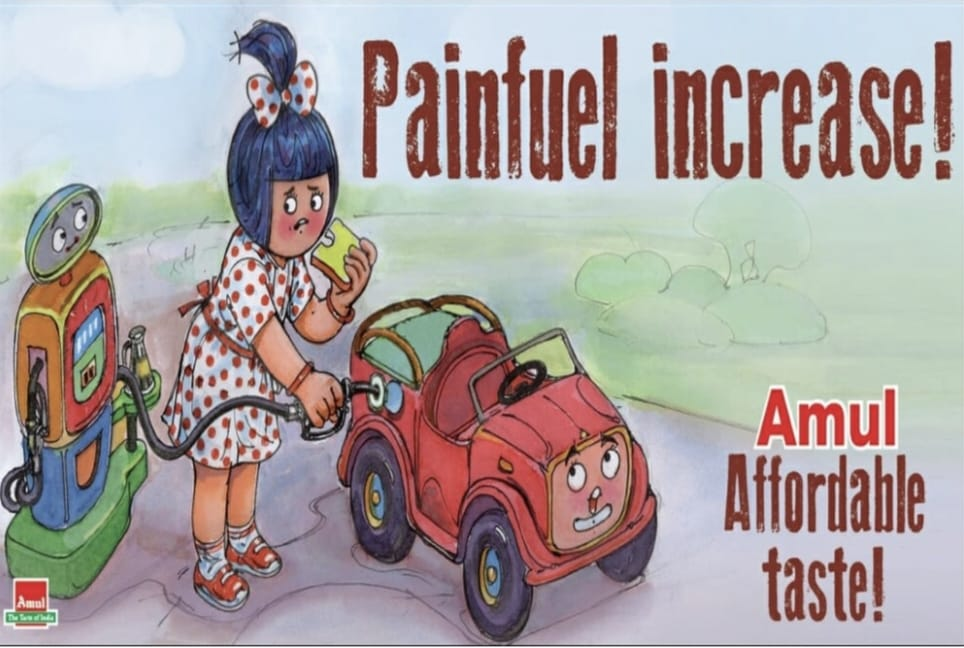 Painfuel increase!
Amul
Affordable
taste!
Amul
The Taste of India